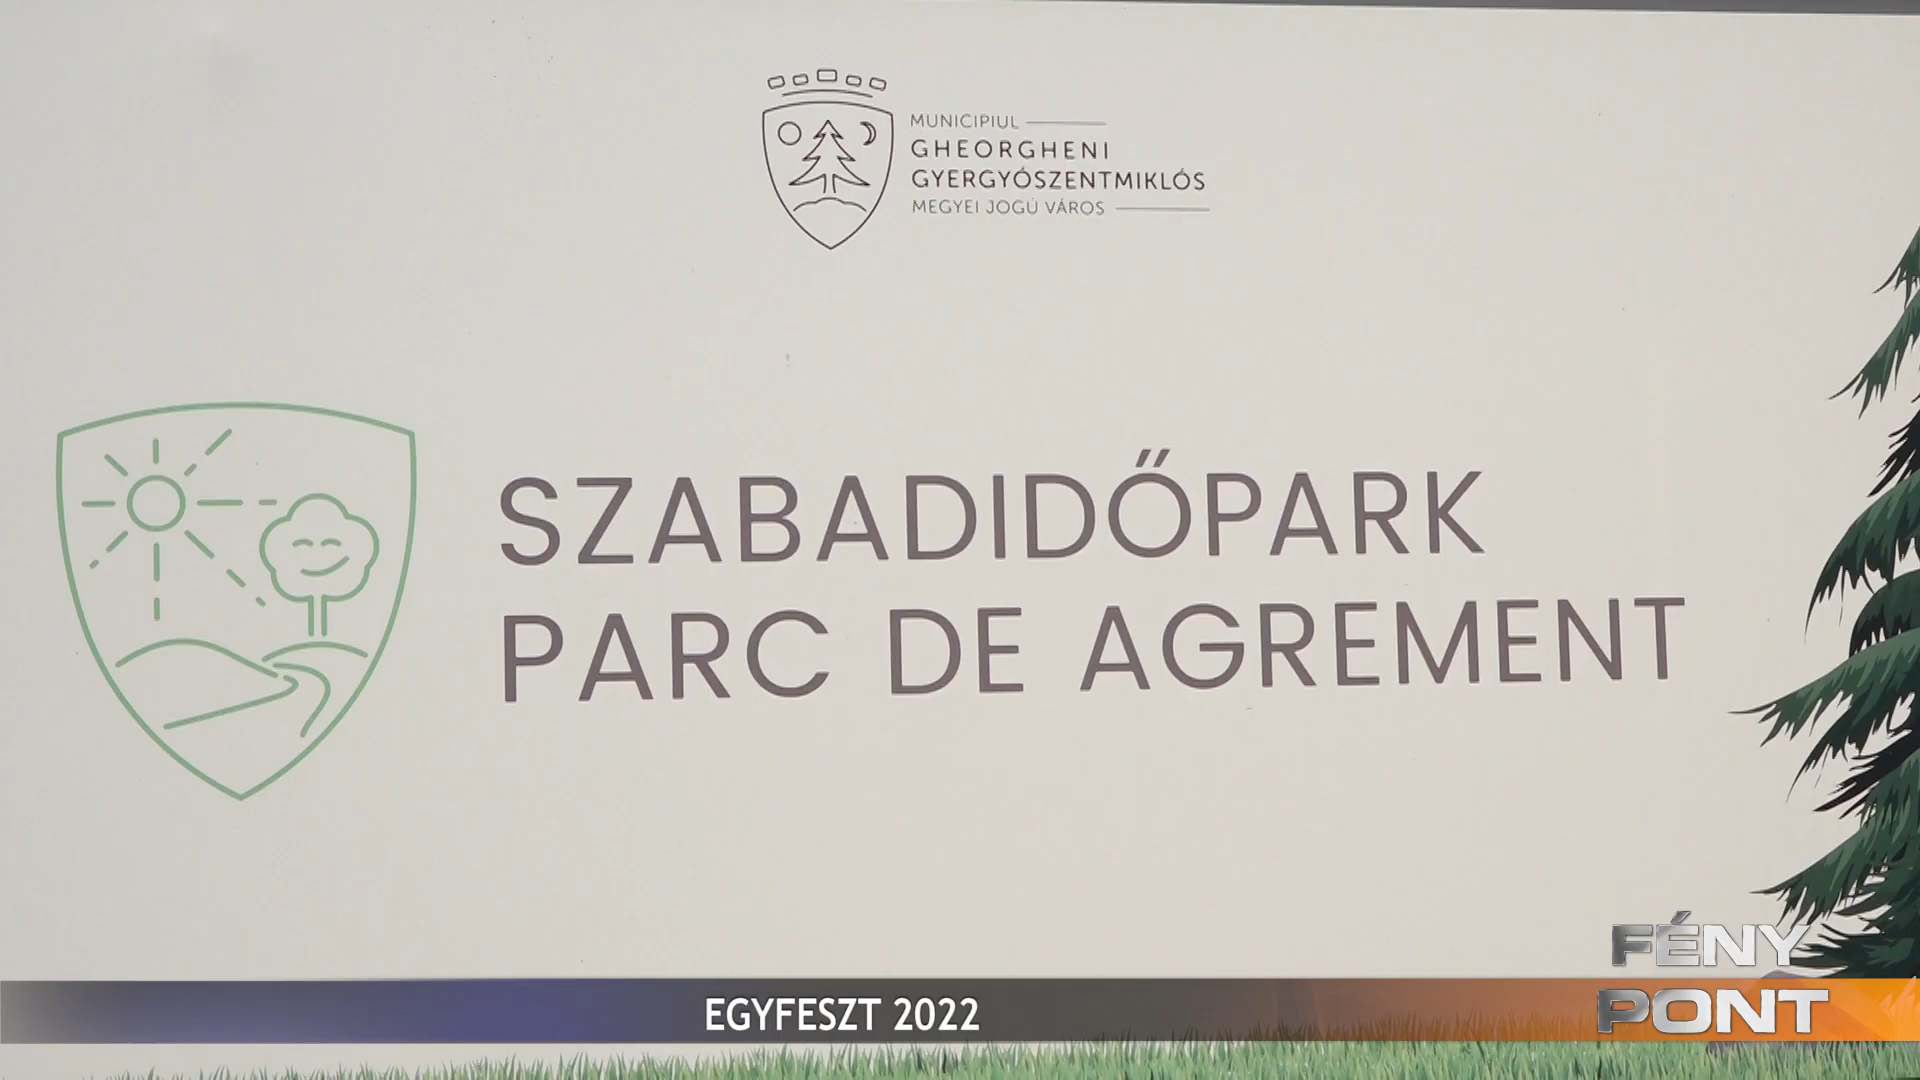 MUNICIPIUL
GHEORGHENI
GYERGYÓSZENTMIKLÓS
MEGYEI JOGÚ VÁROS
SZABADIDŐPARK
PARC DE AGREMENT
EGYFESZT 2022
FÉNY
PONT